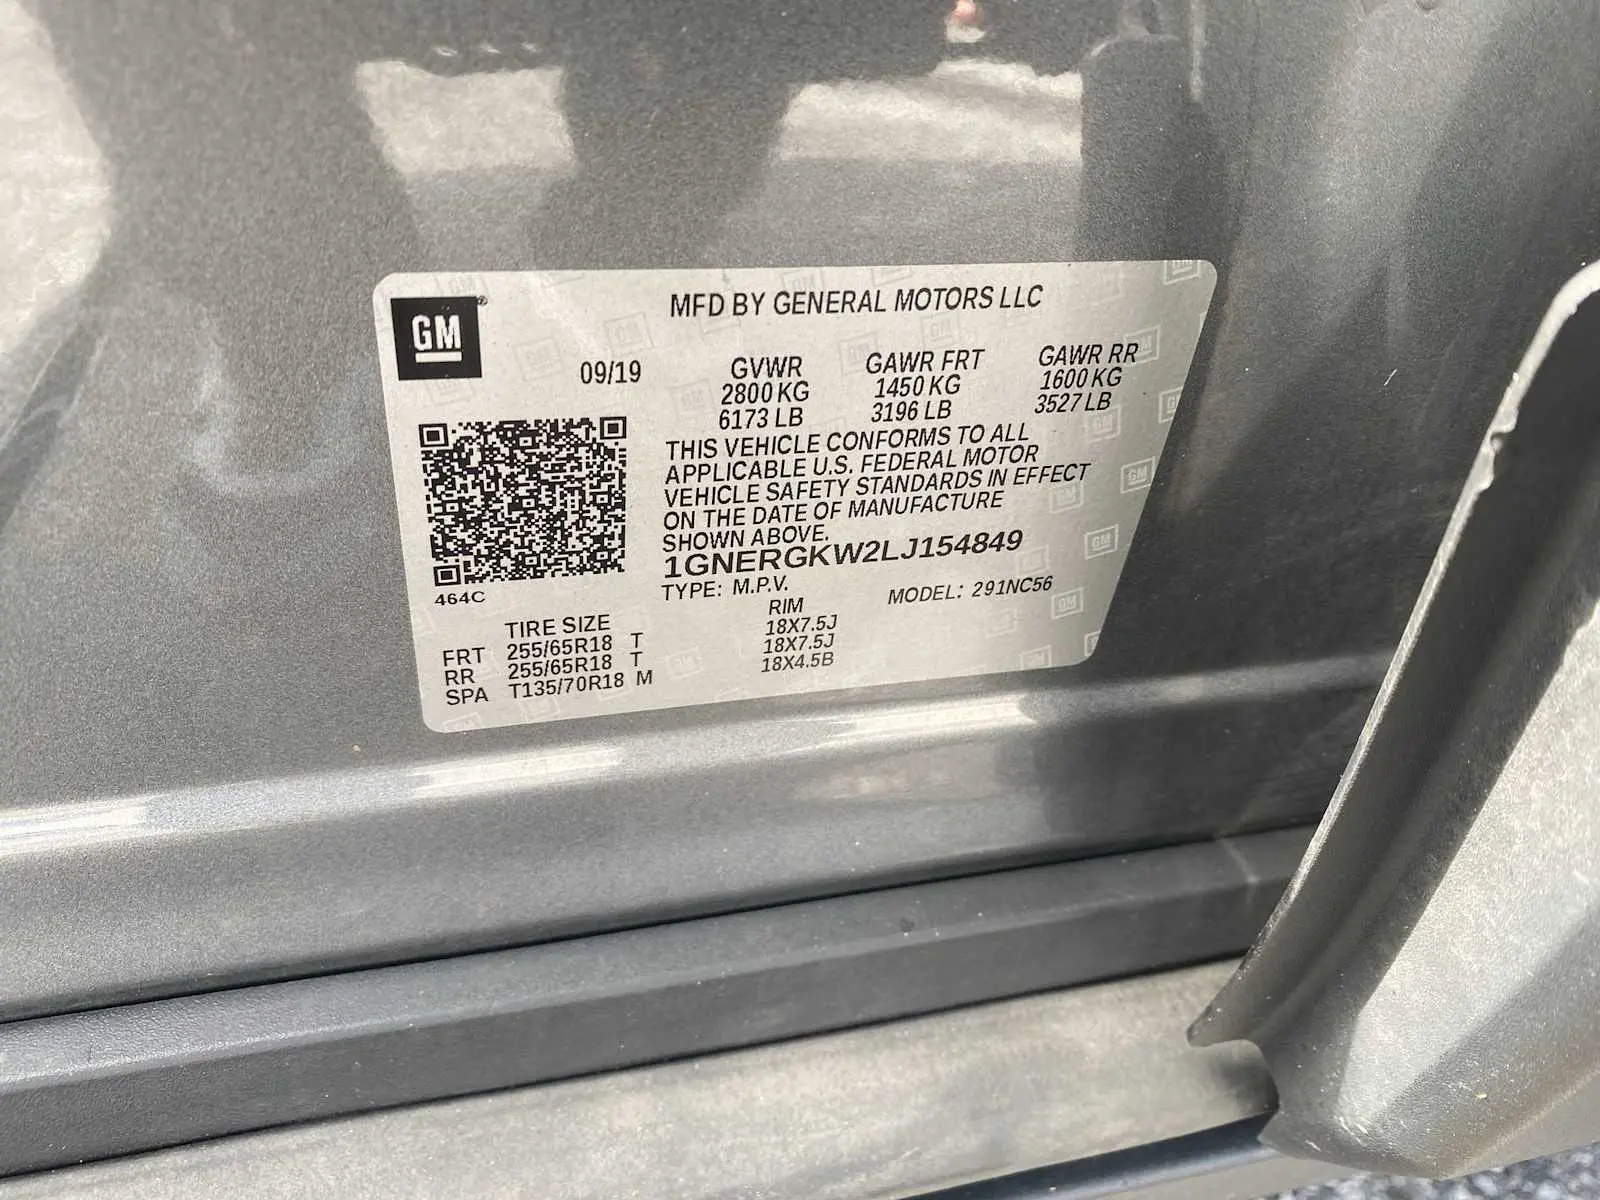 GM
MFD BY GENERAL MOTORS LLC
09/19
GVWR GAWR FRT GAWR RR
2800 KG 1450 KG 1600 KG
6173 LB 3196 LB 3527 LB
THIS VEHICLE CONFORMS TO ALL
APPLICABLE U.S. FEDERAL MOTOR
VEHICLE SAFETY STANDARDS IN EFFECT
ON THE DATE OF MANUFACTURE
SHOWN ABOVE.
1GNERGKW2LJ154849
TYPE: M.P.V. MODEL: 291NC56
464C
TIRE SIZE RIM
FRT 255/65R18 T 18X7.5J
RR 255/65R18 T 18X7.5J
SPA T135/70R18 M 18X4.5B